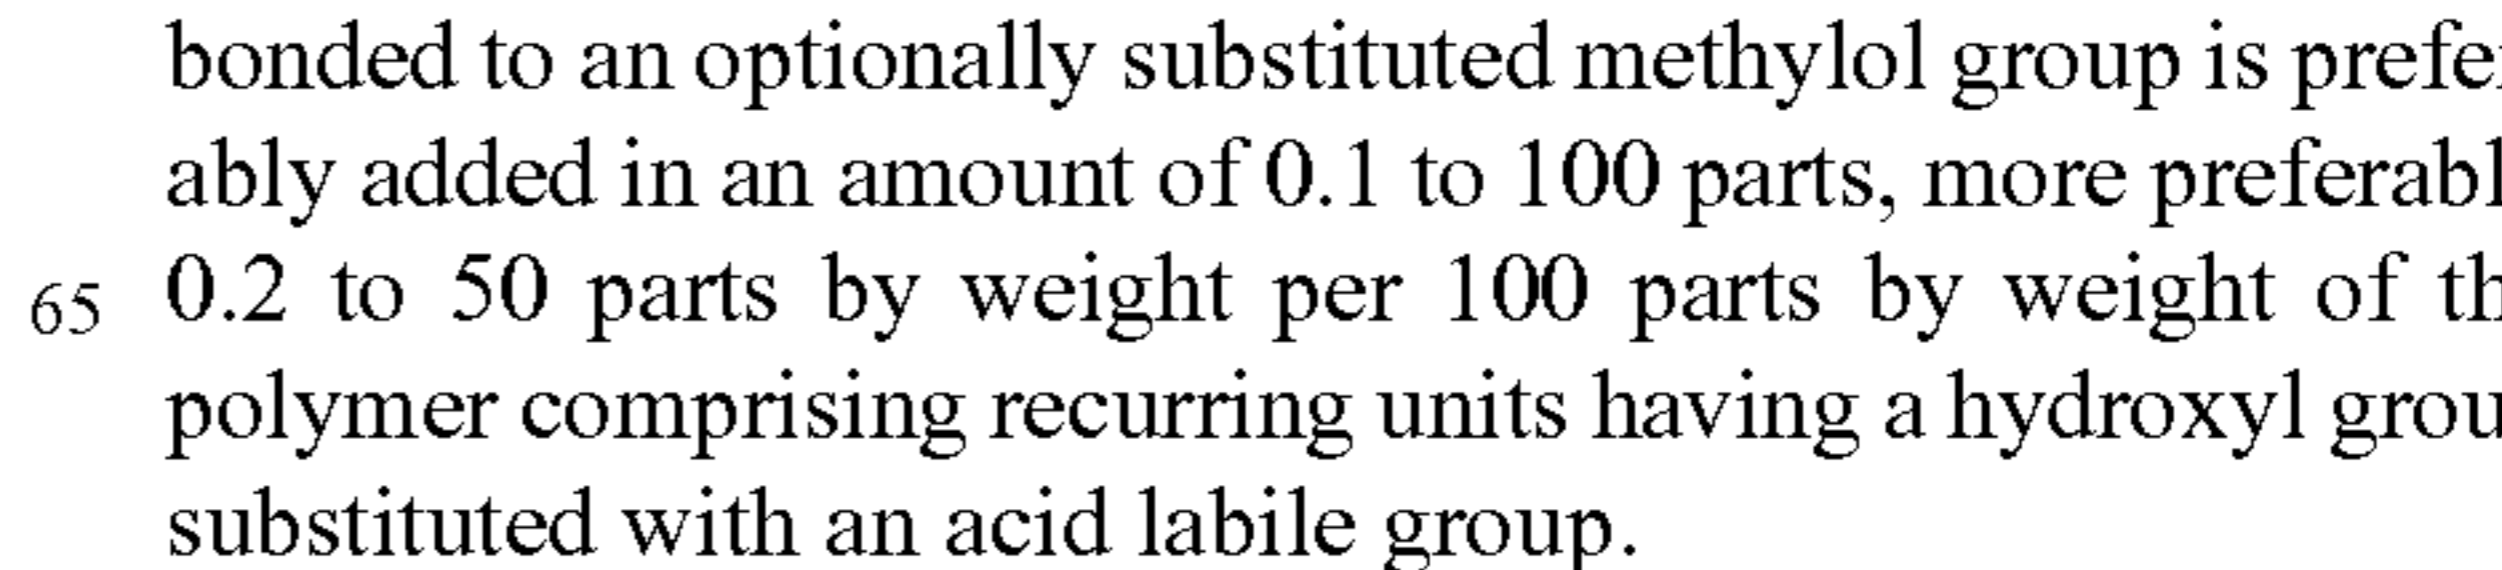 bonded to an optionally substituted methylol group is prefer
ably added in an amount of 0.1 to 100 parts, more preferabl
65 0.2 to 50 parts by weight per 100 parts by weight of th
polymer comprising recurring units having a hydroxyl grou
substituted with an acid labile group.